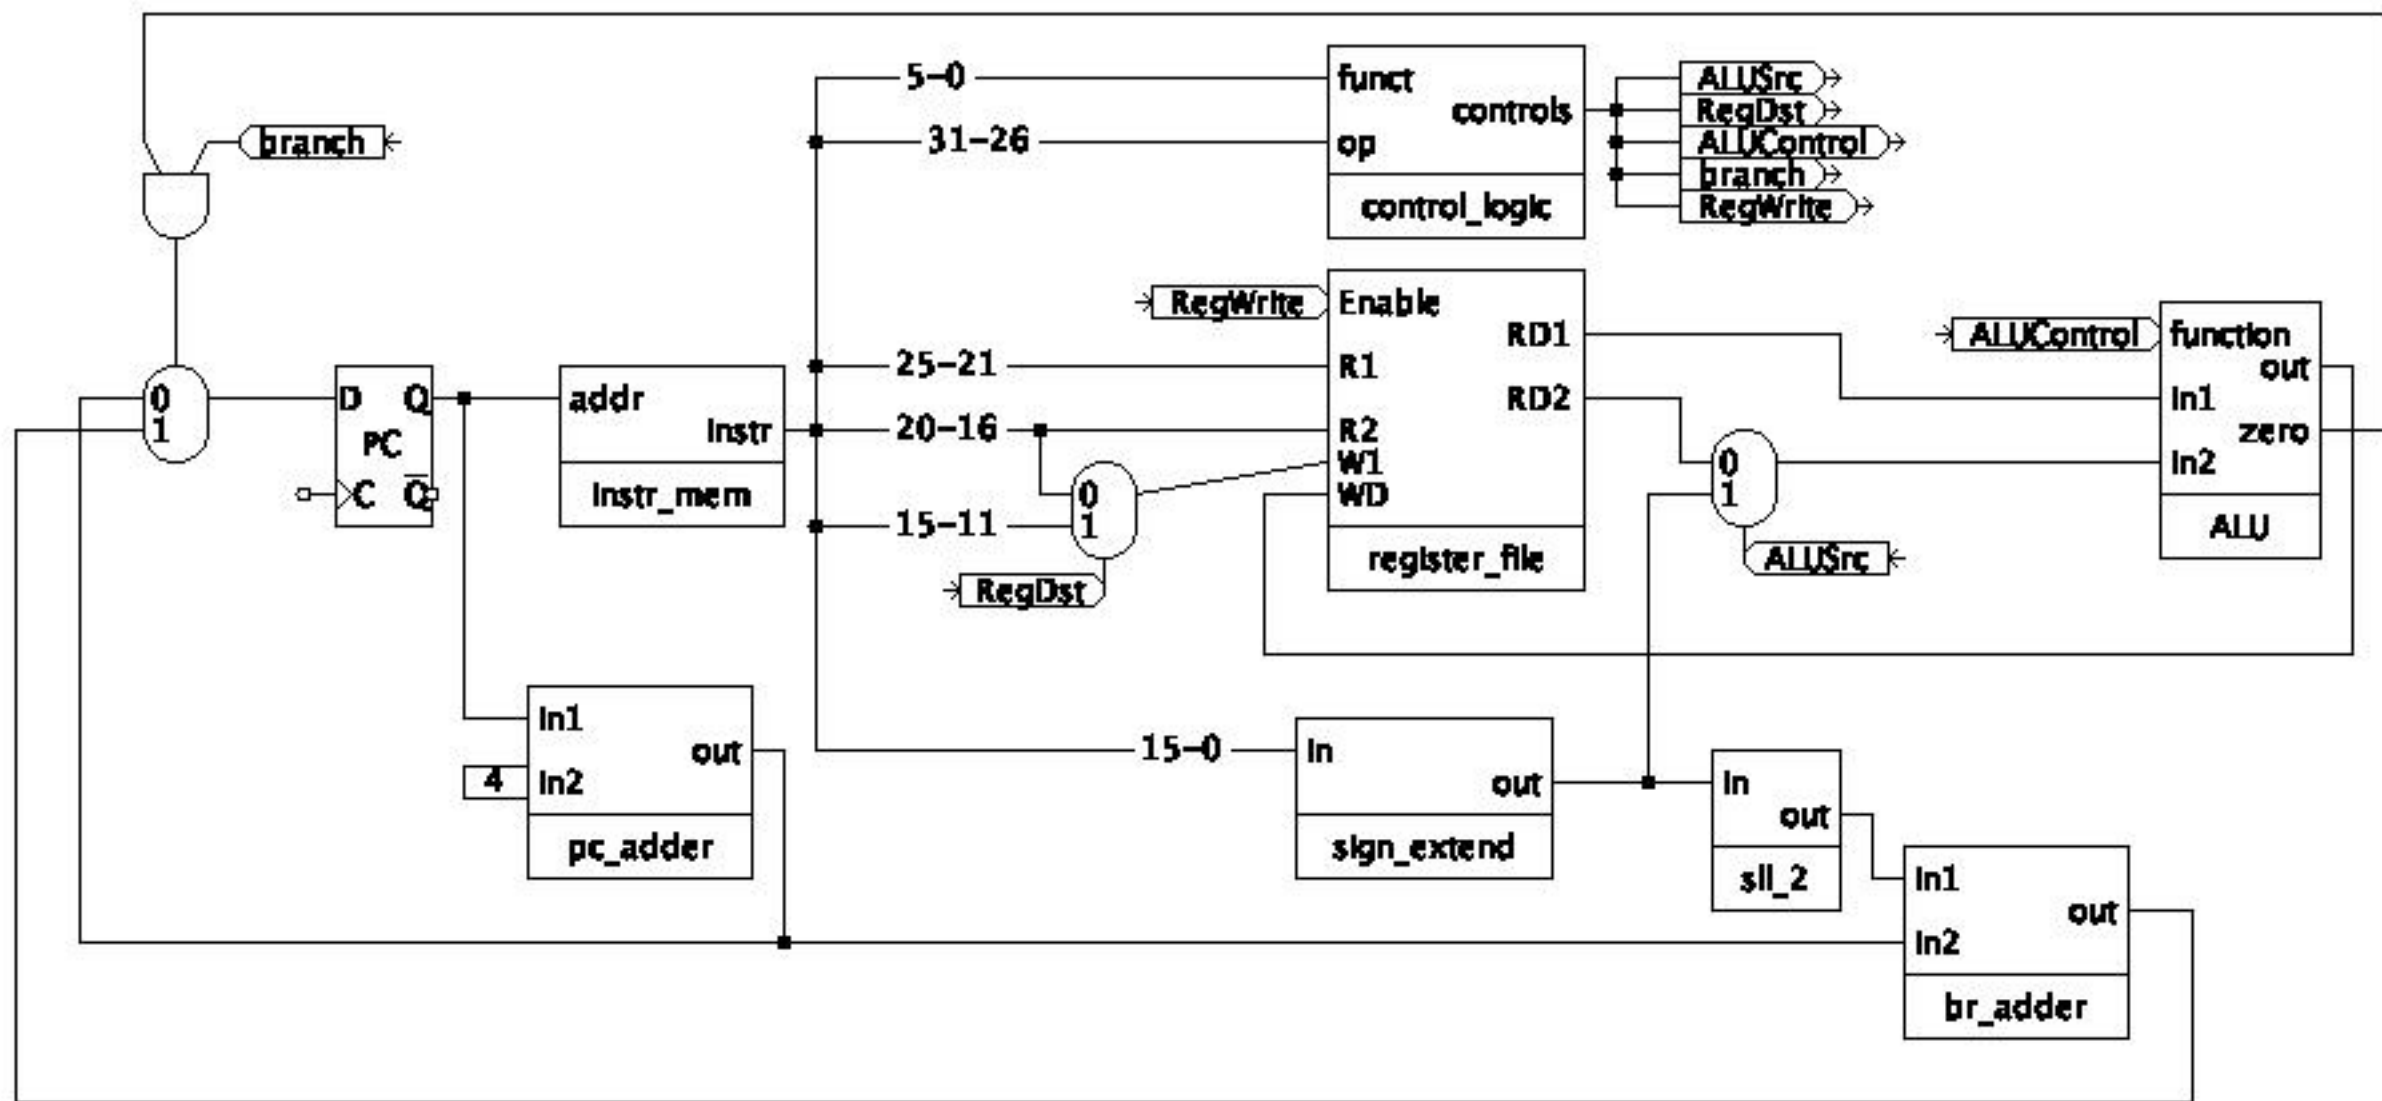 branch
0
1
D Q
PC
C Q
addr
instr
instr_mem
In1
out
4 In2
pc_adder
5-0
31-26
25-21
20-16
15-11
0
1
RegDst
15-0
funct
controls
op
control_logic
ALUSrc
RegDst
ALUControl
branch
RegWrite
RegWrite
Enable
RD1
R1
RD2
R2
W1
WD
register_file
0
1
ALUSrc
ALUControl
function
out
In1
zero
In2
ALU
In
out
sign_extend
In
out
sll_2
In1
out
In2
br_adder